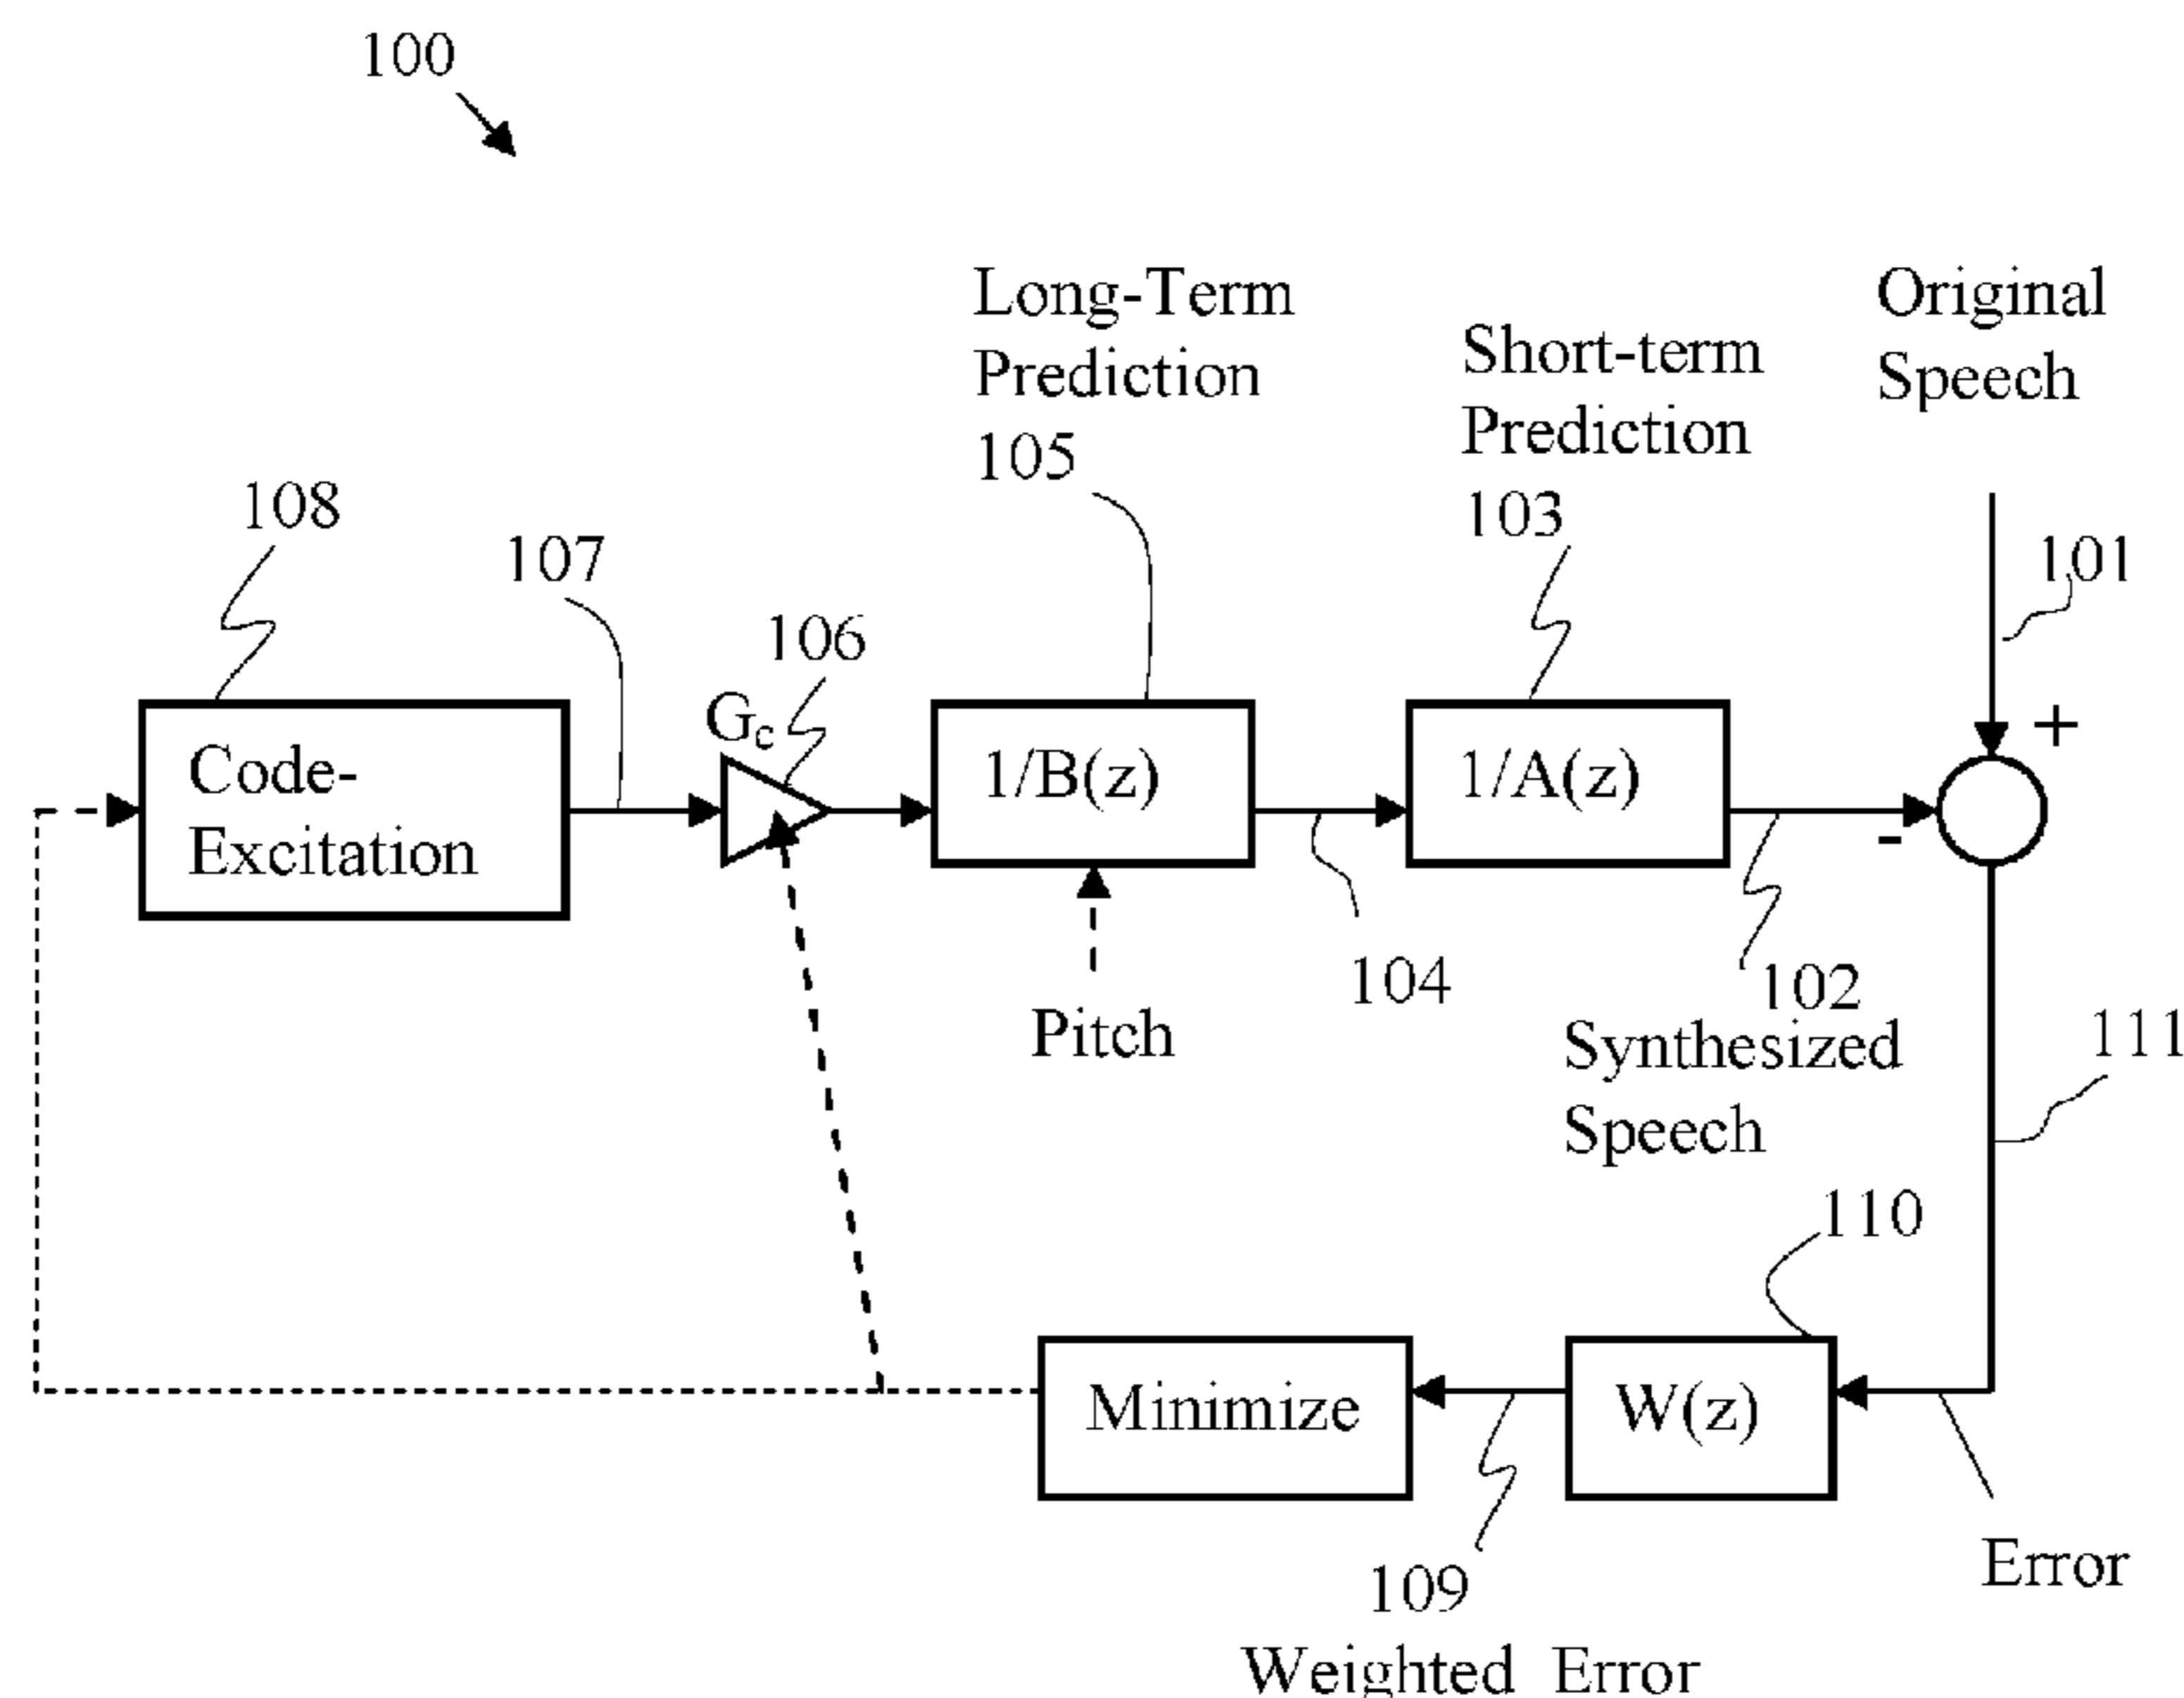 100
Long-Term
Prediction
105
Short-term
Prediction
103
Original
Speech
101
108
107
106
Gc
Code-
Excitation
1/B(z)
1/A(z)
+
-
Pitch
104
102
Synthesized
Speech
111
110
Minimize
W(z)
109
Weighted Error
Error